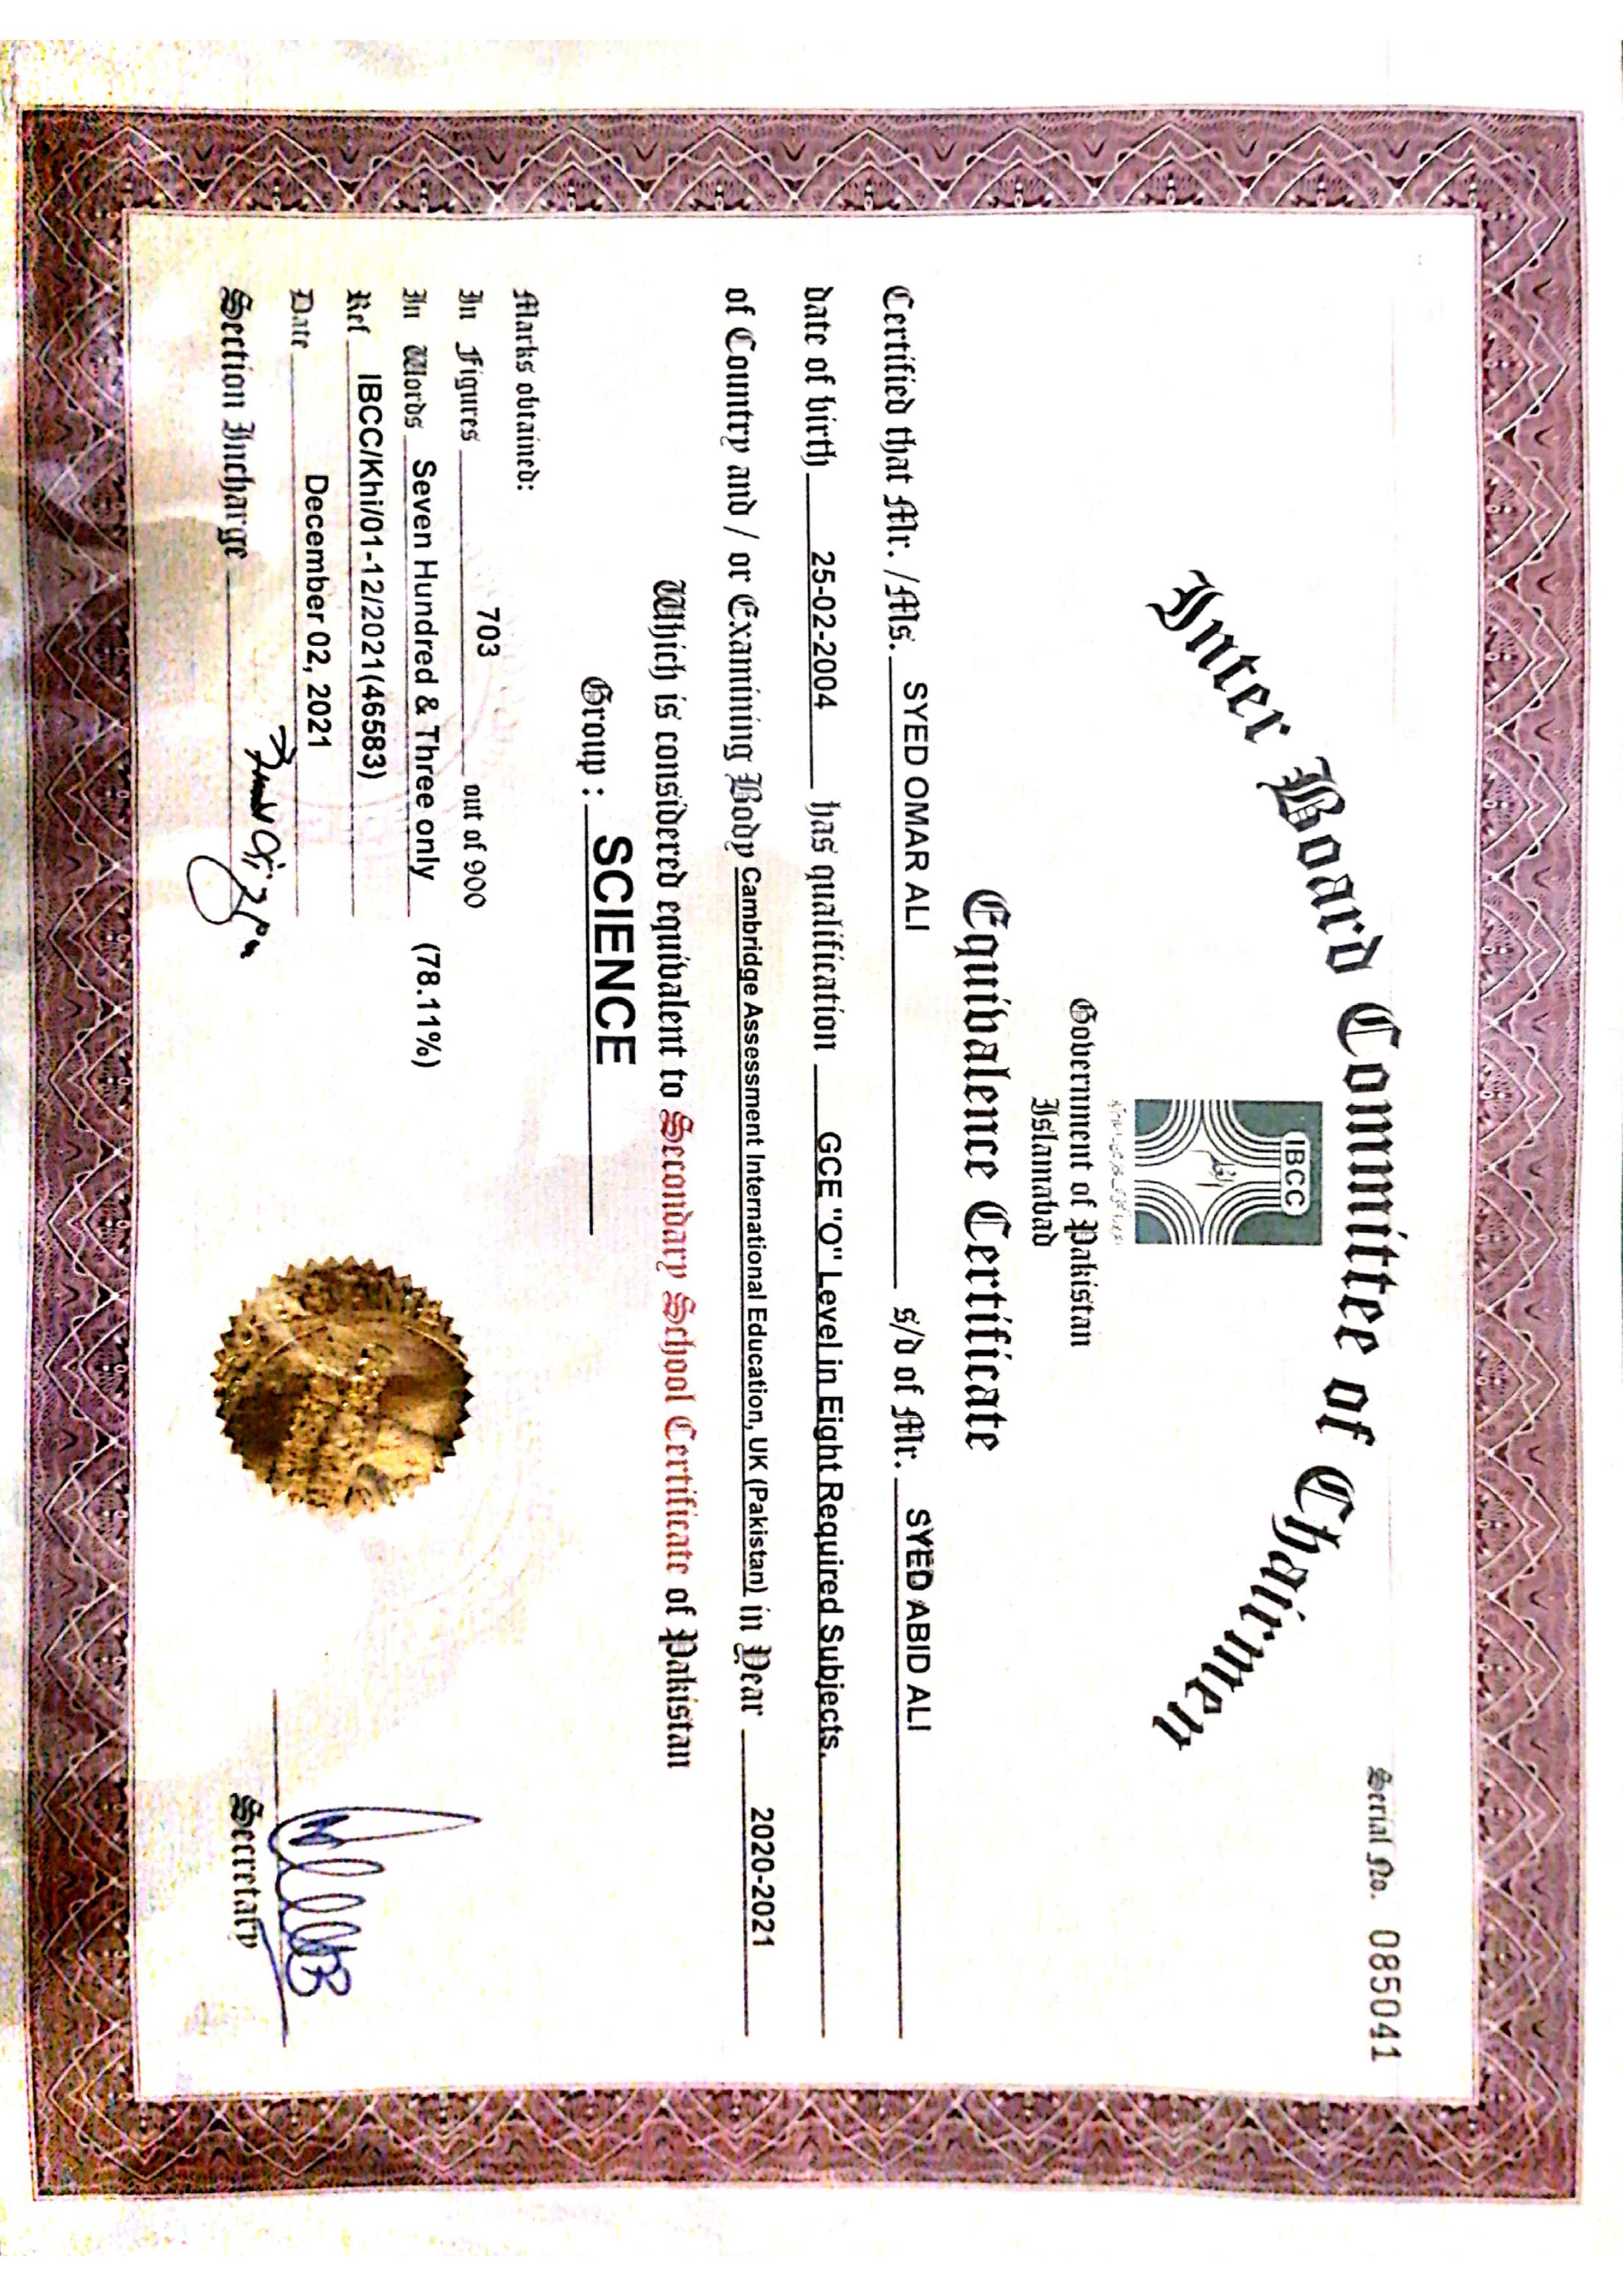 Serial No. 085041
Inter Board Committee of Chairmen
IBCC
Government of Pakistan
Islamabad
Equivalence Certificate
Certified that Mr. / Ms. SYED OMAR ALI s/d of Mr. SYED ABID ALI
date of birth 25-02-2004 has qualification GCE "O" Level in Eight Required Subjects.
of Country and / or Examining Body Cambridge Assessment International Education, UK (Pakistan) in Year 2020-2021
Which is considered equivalent to Secondary School Certificate of Pakistan
Group : SCIENCE
Marks obtained:
In Figures 703 out of 900
In Words Seven Hundred & Three only (78.11%)
Ref IBCC/Khi/01-12/2021(46583)
Date December 02, 2021
Section Incharge
Secretary